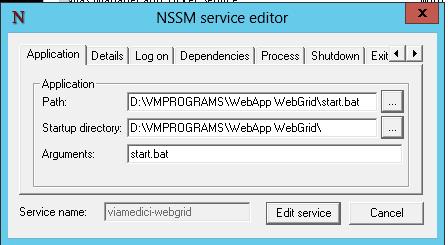 N NSSM service editor x
Application Details Log on Dependencies Process Shutdown Exit
Application
Path: D:\VMPROGRAMS\WebApp WebGrid\start.bat ...
Startup directory: D:\VMPROGRAMS\WebApp WebGrid\ ...
Arguments: start.bat
Service name: viamedici-webgrid Edit service Cancel